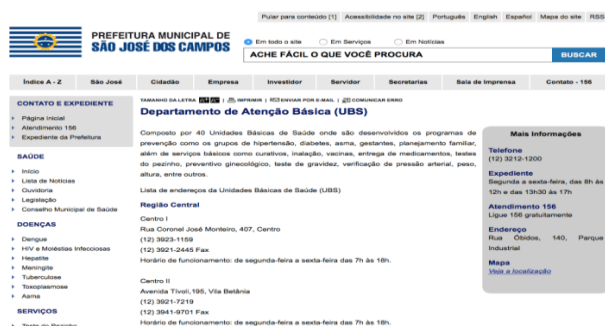 Pular para conteúdo [1] Acessibilidade no site [2] Português English Español Mapa do site RSS
PREFEITURA MUNICIPAL DE
SÃO JOSÉ DOS CAMPOS
Em todo o site Em Serviços Em Notícias
ACHE FÁCIL O QUE VOCÊ PROCURA
BUSCAR
Índice A - Z São José Cidadão Empresa Investidor Servidor Secretarias Sala de Imprensa Contato - 156
CONTATO E EXPEDIENTE
Página Inicial
Atendimento 156
Expediente da Prefeitura
SAÚDE
Início
Lista de Notícias
Ouvidoria
Legislação
Conselho Municipal de Saúde
DOENÇAS
Dengue
HIV e Moléstias Infecciosas
Hepatite
Meningite
Tuberculose
Toxoplasmose
Asma
SERVIÇOS
Teste do Pezinho
TAMANHO DA LETRA | IMPRIMIR | ENVIAR POR E-MAIL | COMUNICAR ERRO
Departamento de Atenção Básica (UBS)
Composto por 40 Unidades Básicas de Saúde onde são desenvolvidos os programas de
prevenção como os grupos de hipertensão, diabetes, asma, gestantes, planejamento familiar,
além de serviços básicos como curativos, inalação, vacinas, entrega de medicamentos, testes
do pezinho, preventivo ginecológico, teste de gravidez, verificação de pressão arterial, peso,
altura, entre outros.
Lista de endereços da Unidades Básicas de Saúde (UBS)
Região Central
Centro I
Rua Coronel José Monteiro, 407, Centro
(12) 3923-1159
(12) 3921-2445 Fax
Horário de funcionamento: de segunda-feira a sexta-feira das 7h às 18h.
Centro II
Avenida Tívoli,195, Vila Betânia
(12) 3921-7219
(12) 3941-9701 Fax
Horário de funcionamento: de segunda-feira a sexta-feira das 7h às 18h.
Mais Informações
Telefone
(12) 3212-1200
Expediente
Segunda a sexta-feira, das 8h às
12h e das 13h30 às 17h
Atendimento 156
Ligue 156 gratuitamente
Endereço
Rua Óbidos, 140, Parque
Industrial
Mapa
Veja a localização